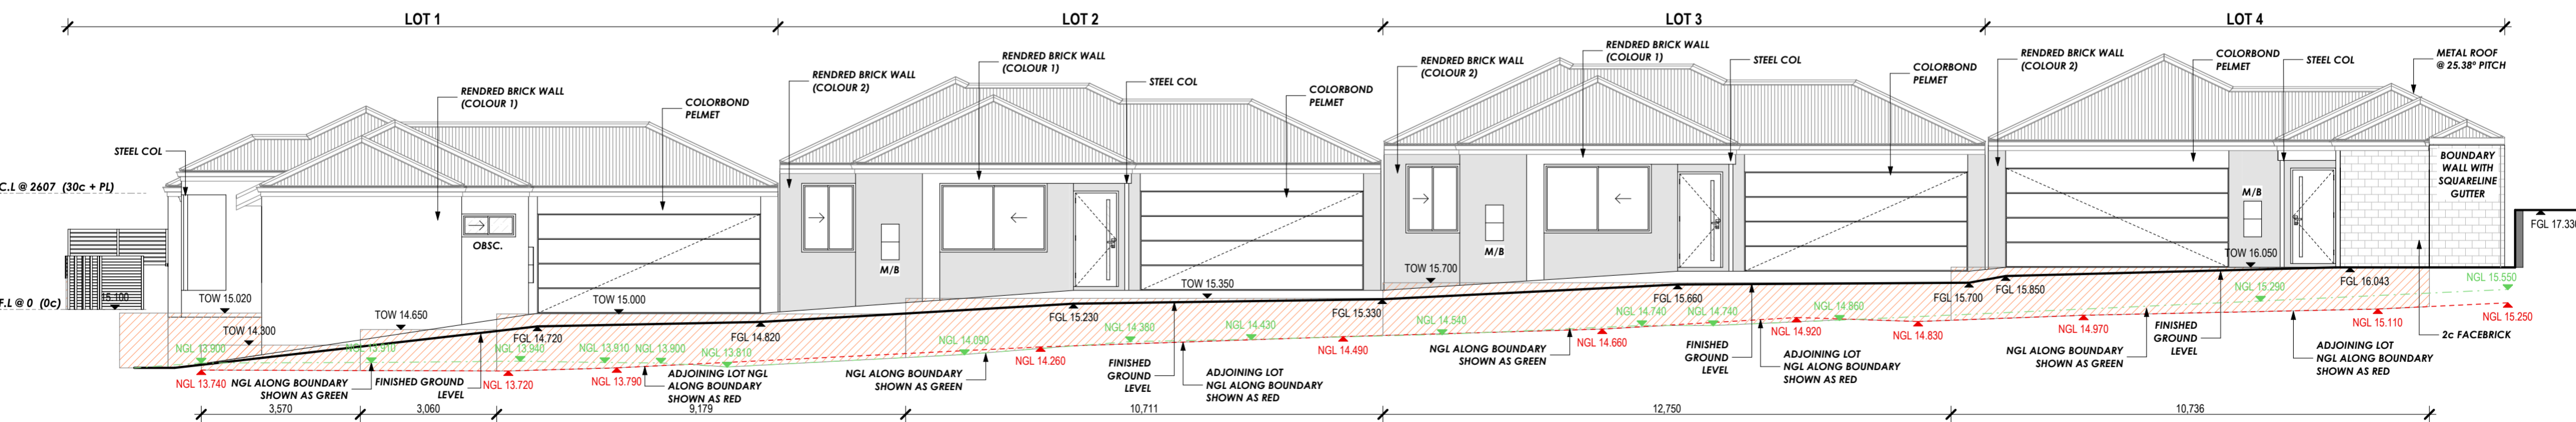 LOT 1
LOT 2
LOT 3
LOT 4
STEEL COL
RENDRED BRICK WALL
(COLOUR 1)
COLORBOND
PELMET
RENDRED BRICK WALL
(COLOUR 2)
RENDRED BRICK WALL
(COLOUR 1)
STEEL COL
COLORBOND
PELMET
RENDRED BRICK WALL
(COLOUR 2)
RENDRED BRICK WALL
(COLOUR 1)
STEEL COL
COLORBOND
PELMET
RENDRED BRICK WALL
(COLOUR 2)
COLORBOND
PELMET
STEEL COL
METAL ROOF
@ 25.38° PITCH
C.L @ 2607 (30c + PL)
F.L @ 0 (0c)
OBSC.
M/B
M/B
M/B
BOUNDARY
WALL WITH
SQUARELINE
GUTTER
FGL 17.330
15.100
TOW 15.020
TOW 14.300
TOW 14.650
TOW 15.000
TOW 15.350
TOW 15.700
TOW 16.050
FGL 14.720
FGL 14.820
FGL 15.230
FGL 15.330
FGL 15.660
FGL 15.700
FGL 15.850
FGL 16.043
NGL 13.900
NGL 13.910
NGL 13.940
NGL 13.910
NGL 13.900
NGL 13.810
NGL 14.090
NGL 14.380
NGL 14.430
NGL 14.540
NGL 14.740
NGL 14.740
NGL 14.860
NGL 15.290
NGL 15.550
NGL 13.740
NGL 13.720
NGL 13.790
NGL 14.260
NGL 14.490
NGL 14.660
NGL 14.920
NGL 14.830
NGL 14.970
NGL 15.110
NGL 15.250
NGL ALONG BOUNDARY
SHOWN AS GREEN
FINISHED GROUND
LEVEL
ADJOINING LOT NGL
ALONG BOUNDARY
SHOWN AS RED
NGL ALONG BOUNDARY
SHOWN AS GREEN
FINISHED
GROUND
LEVEL
ADJOINING LOT
NGL ALONG BOUNDARY
SHOWN AS RED
NGL ALONG BOUNDARY
SHOWN AS GREEN
FINISHED
GROUND
LEVEL
ADJOINING LOT
NGL ALONG BOUNDARY
SHOWN AS RED
NGL ALONG BOUNDARY
SHOWN AS GREEN
FINISHED
GROUND
LEVEL
ADJOINING LOT
NGL ALONG BOUNDARY
SHOWN AS RED
2c FACEBRICK
3,570
3,060
9,179
10,711
12,750
10,736